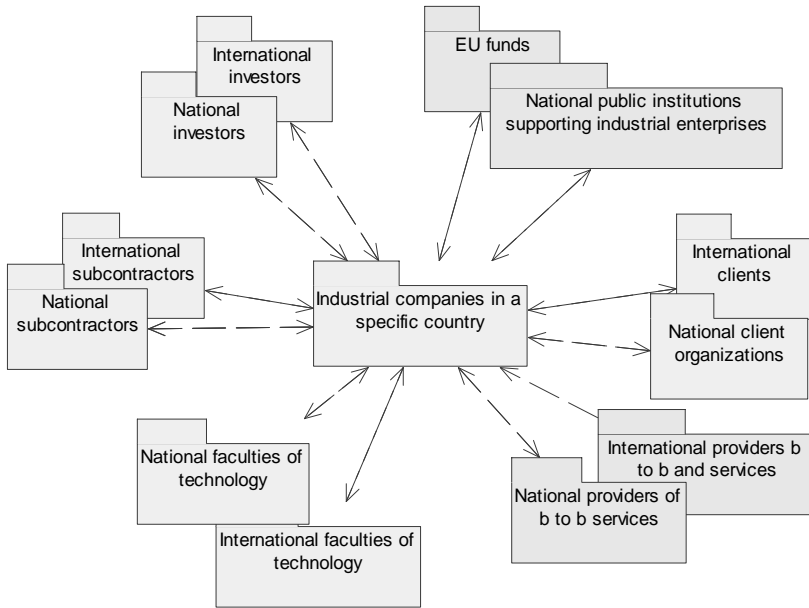 International
investors
National
investors
EU funds
National public institutions
supporting industrial enterprises
International
subcontractors
National
subcontractors
Industrial companies in a
specific country
International
clients
National client
organizations
National faculties of
technology
International faculties of
technology
International providers b
to b and services
National providers of
b to b services